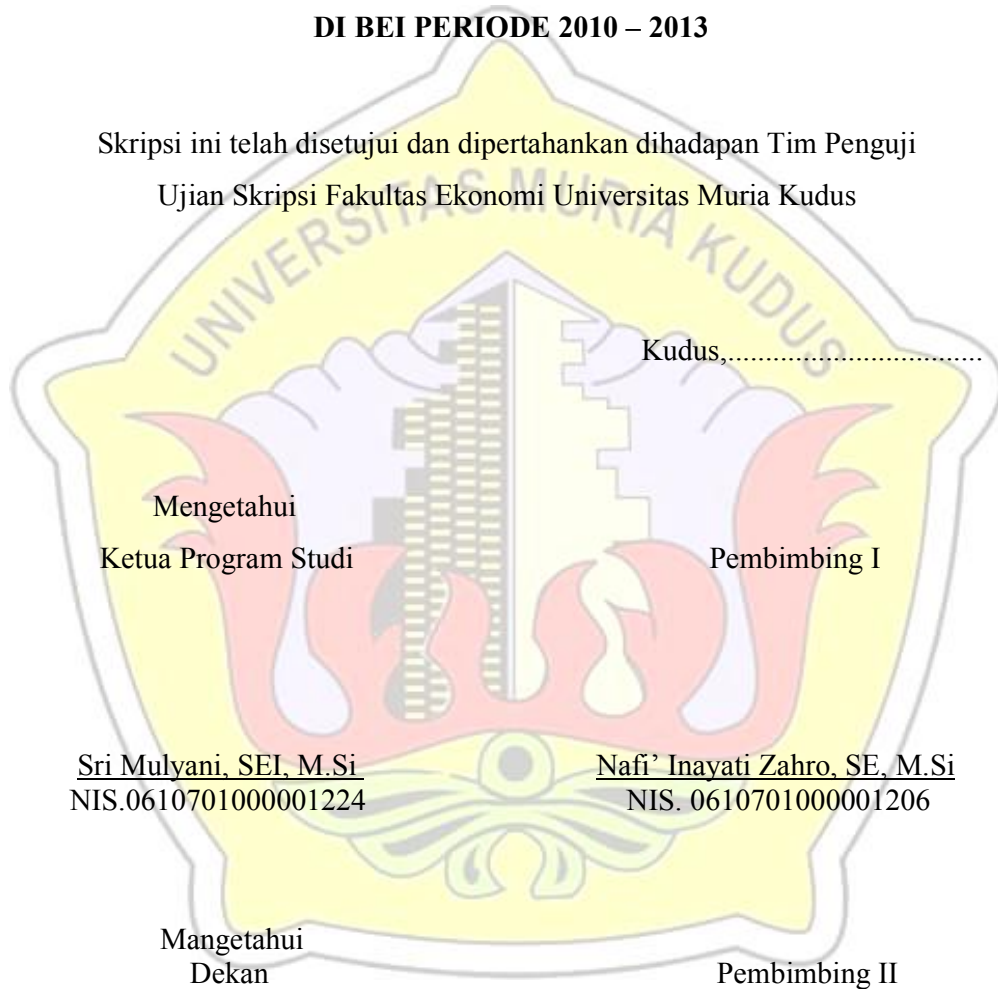 DI BEI PERIODE 2010 – 2013
Skripsi ini telah disetujui dan dipertahankan dihadapan Tim Penguji
Ujian Skripsi Fakultas Ekonomi Universitas Muria Kudus
UNIVERSITAS MURIA KUDUS
Kudus,..................................
Mengetahui
Ketua Program Studi
Pembimbing I
Sri Mulyani, SEI, M.Si
NIS.0610701000001224
Nafi’ Inayati Zahro, SE, M.Si
NIS. 0610701000001206
Mangetahui
Dekan
Pembimbing II